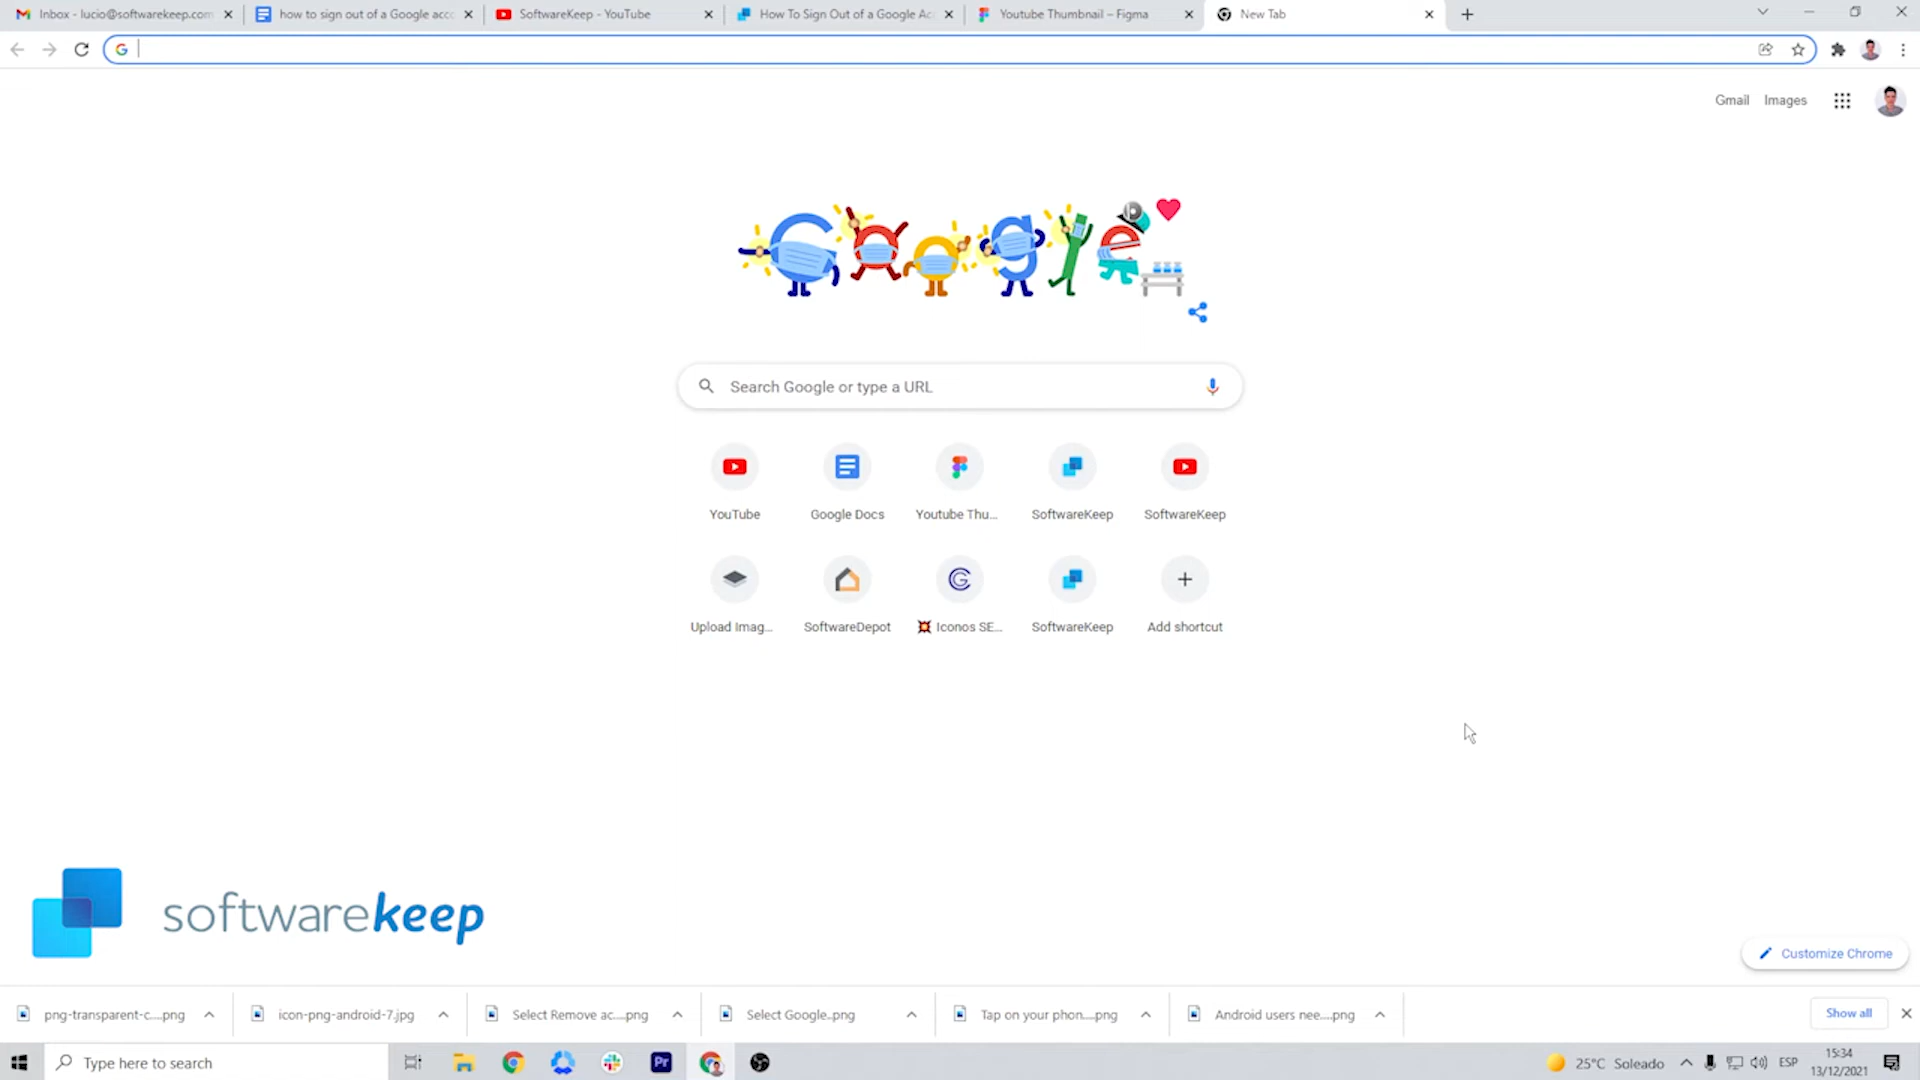 Inbox - lucio@softwarekeep.com
how to sign out of a Google acco
SoftwareKeep - YouTube
How To Sign Out of a Google Ac
Youtube Thumbnail – Figma
New Tab
Gmail
Images
Search Google or type a URL
YouTube
Google Docs
Youtube Thu...
SoftwareKeep
SoftwareKeep
Upload Imag...
SoftwareDepot
Iconos SE...
SoftwareKeep
Add shortcut
softwarekeep
Customize Chrome
png-transparent-c....png
icon-png-android-7.jpg
Select Remove ac....png
Select Google..png
Tap on your phon....png
Android users nee....png
Show all
Type here to search
Pr
25°C Soleado
ESP
15:34
13/12/2021